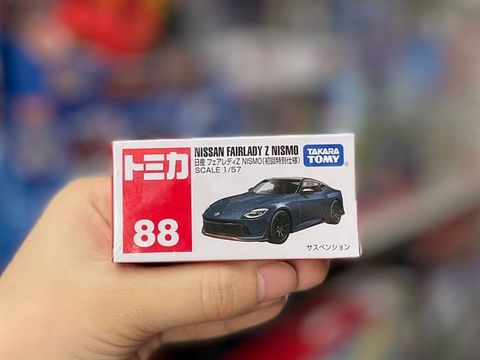 トミカ
88
NISSAN FAIRLADY Z NISMO
日産 フェアレディZ NISMO(初回特別仕様)
SCALE 1/57
TAKARA
TOMY
サスペンション